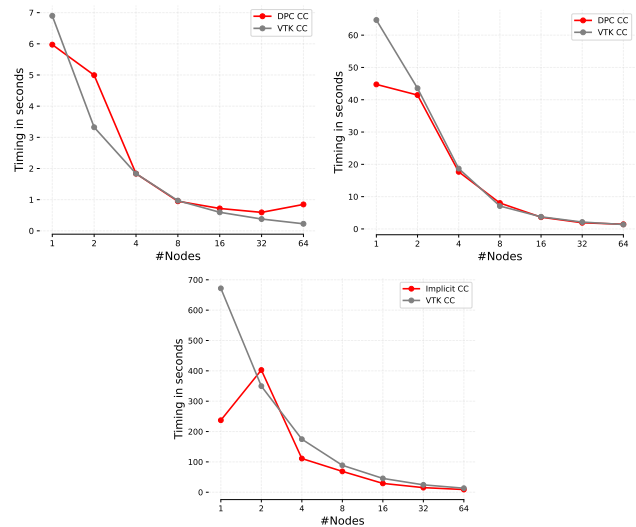 DPC CC
VTK CC
Timing in seconds
7
6
5
4
3
2
1
0
1 2 4 8 16 32 64
#Nodes
DPC CC
VTK CC
Timing in seconds
60
50
40
30
20
10
0
1 2 4 8 16 32 64
#Nodes
Implicit CC
VTK CC
Timing in seconds
700
600
500
400
300
200
100
0
1 2 4 8 16 32 64
#Nodes